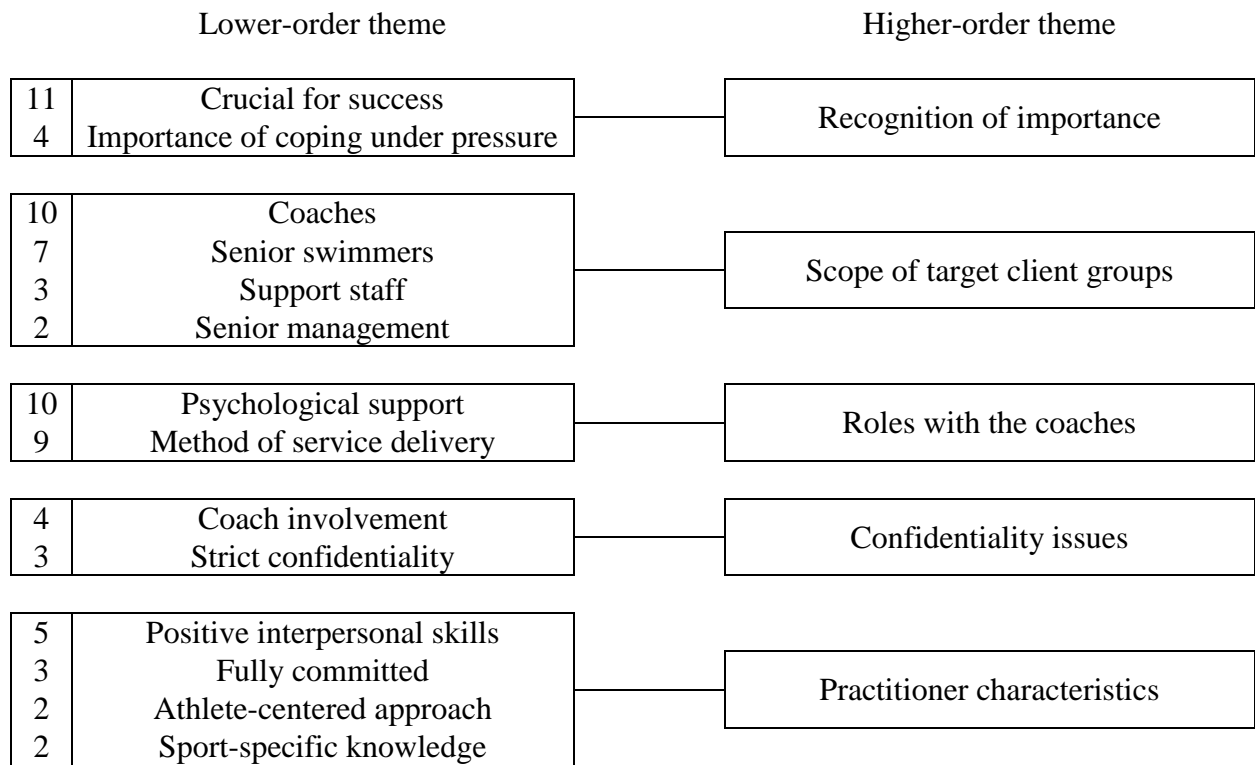 Lower-order theme Higher-order theme
11 Crucial for success
4 Importance of coping under pressure
Recognition of importance
10 Coaches
7 Senior swimmers
3 Support staff
2 Senior management
Scope of target client groups
10 Psychological support
9 Method of service delivery
Roles with the coaches
4 Coach involvement
3 Strict confidentiality
Confidentiality issues
5 Positive interpersonal skills
3 Fully committed
2 Athlete-centered approach
2 Sport-specific knowledge
Practitioner characteristics